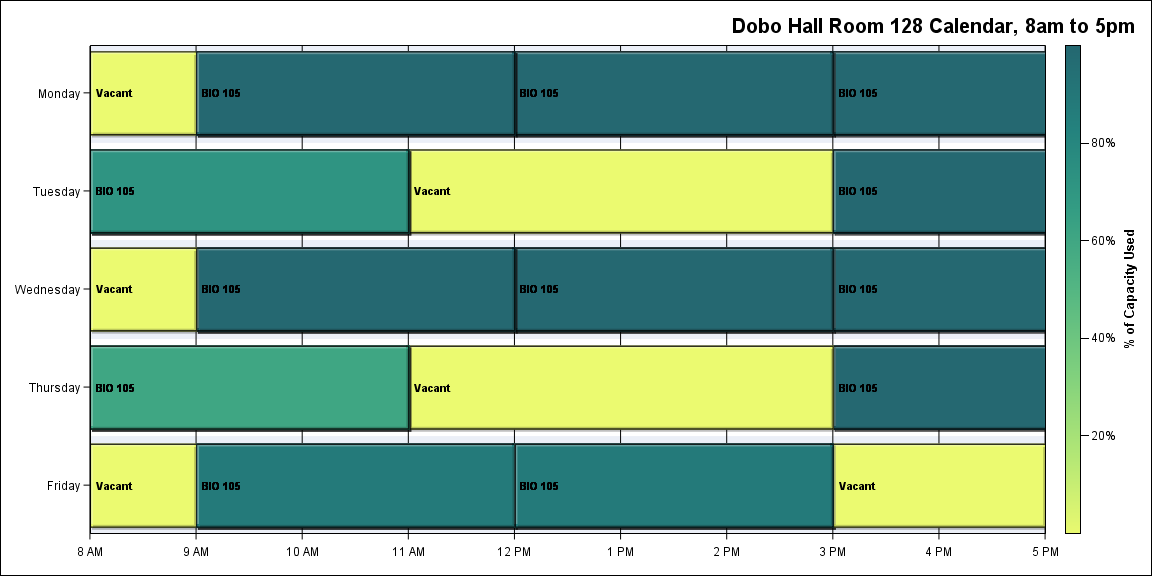 Dobo Hall Room 128 Calendar, 8am to 5pm
Monday
Vacant
BIO 105
BIO 105
BIO 105
Tuesday
BIO 105
Vacant
BIO 105
Wednesday
Vacant
BIO 105
BIO 105
BIO 105
Thursday
BIO 105
Vacant
BIO 105
Friday
Vacant
BIO 105
BIO 105
Vacant
8 AM
9 AM
10 AM
11 AM
12 PM
1 PM
2 PM
3 PM
4 PM
5 PM
80%
60%
40%
20%
% of Capacity Used